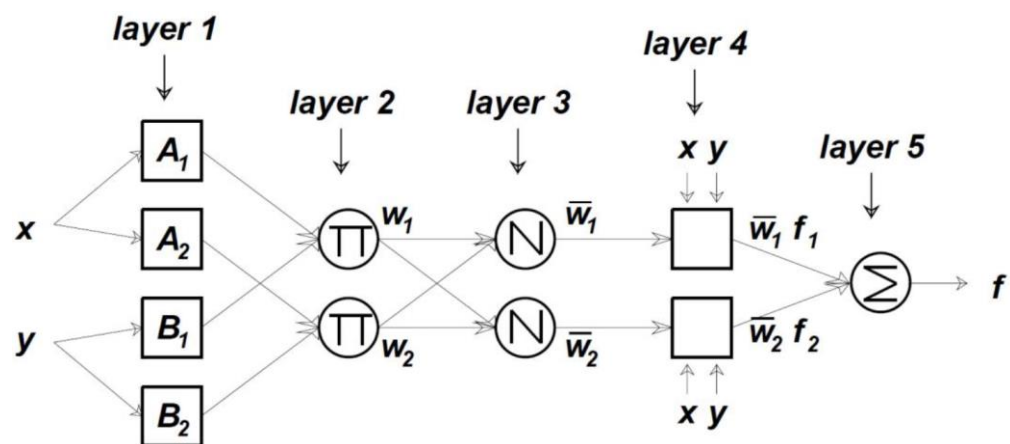 layer 1
layer 4
layer 2
layer 3
x y
layer 5
A₁
x
A₂
Π
w₁
N
w̅₁
w̅₁ f₁
Σ
f
y
B₁
Π
w₂
N
w̅₂
w̅₂ f₂
B₂
x y